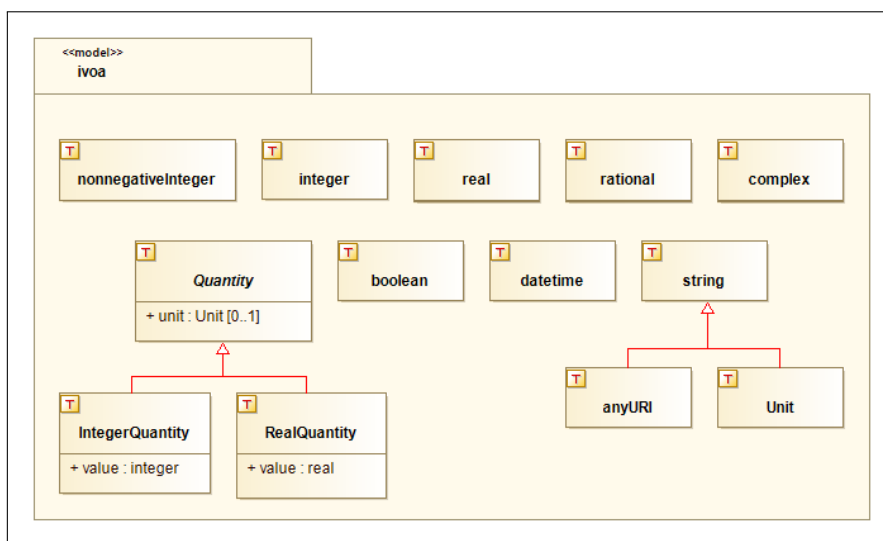 <<model>>
ivoa
T
nonnegativeInteger
T
integer
T
real
T
rational
T
complex
T
Quantity
+ unit : Unit [0..1]
T
boolean
T
datetime
T
string
T
IntegerQuantity
+ value : integer
T
RealQuantity
+ value : real
T
anyURI
T
Unit